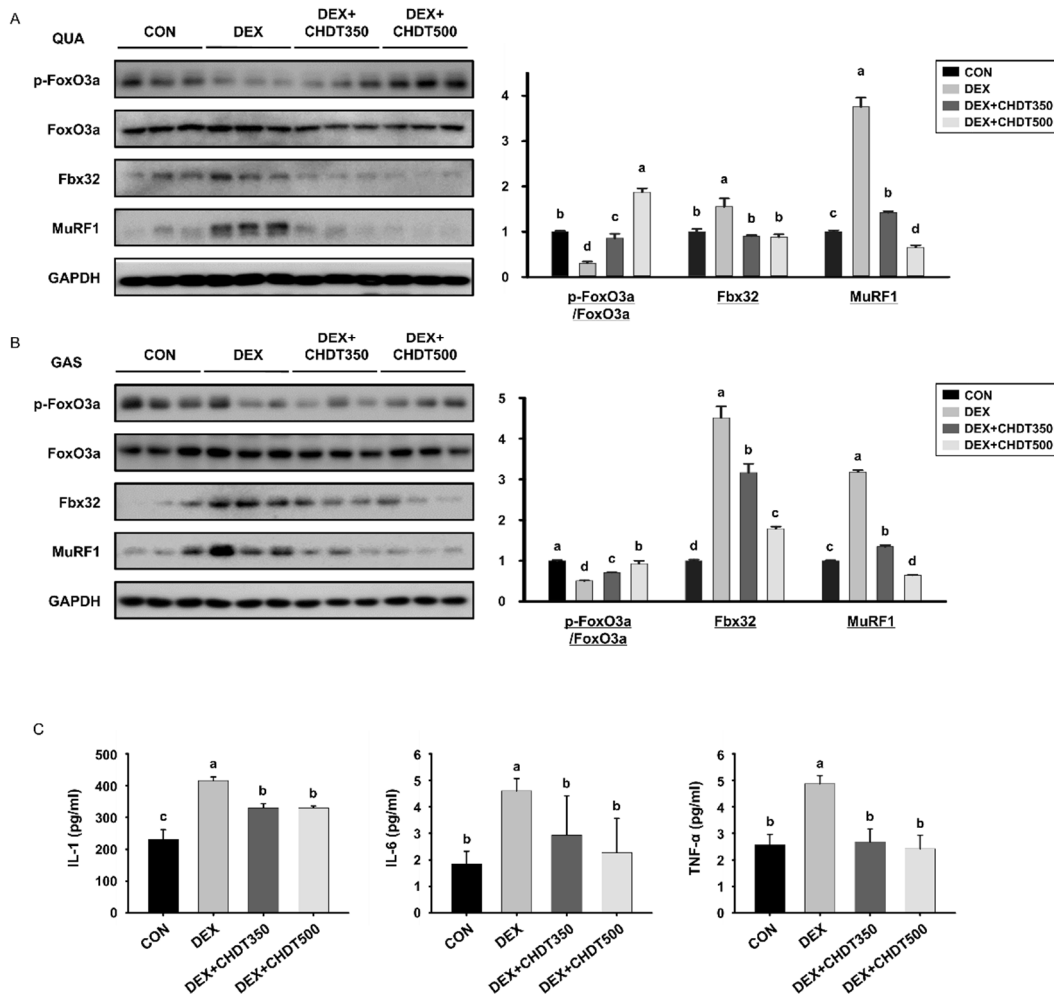 A
QUA
CON
DEX
DEX+
CHDT350
DEX+
CHDT500
p-FoxO3a
FoxO3a
Fbx32
MuRF1
GAPDH
4
3
2
1
0
b
d
c
a
b
a
b
b
c
a
b
d
p-FoxO3a
/FoxO3a
Fbx32
MuRF1
CON
DEX
DEX+CHDT350
DEX+CHDT500
B
GAS
CON
DEX
DEX+
CHDT350
DEX+
CHDT500
p-FoxO3a
FoxO3a
Fbx32
MuRF1
GAPDH
5
4
3
2
1
0
a
d
c
b
d
a
b
c
c
a
b
d
p-FoxO3a
/FoxO3a
Fbx32
MuRF1
CON
DEX
DEX+CHDT350
DEX+CHDT500
C
IL-1 (pg/ml)
500
400
300
200
100
0
c
a
b
b
CON
DEX
DEX+CHDT350
DEX+CHDT500
IL-6 (pg/ml)
6
5
4
3
2
1
0
b
a
b
b
CON
DEX
DEX+CHDT350
DEX+CHDT500
TNF-α (pg/ml)
6
5
4
3
2
1
0
b
a
b
b
CON
DEX
DEX+CHDT350
DEX+CHDT500